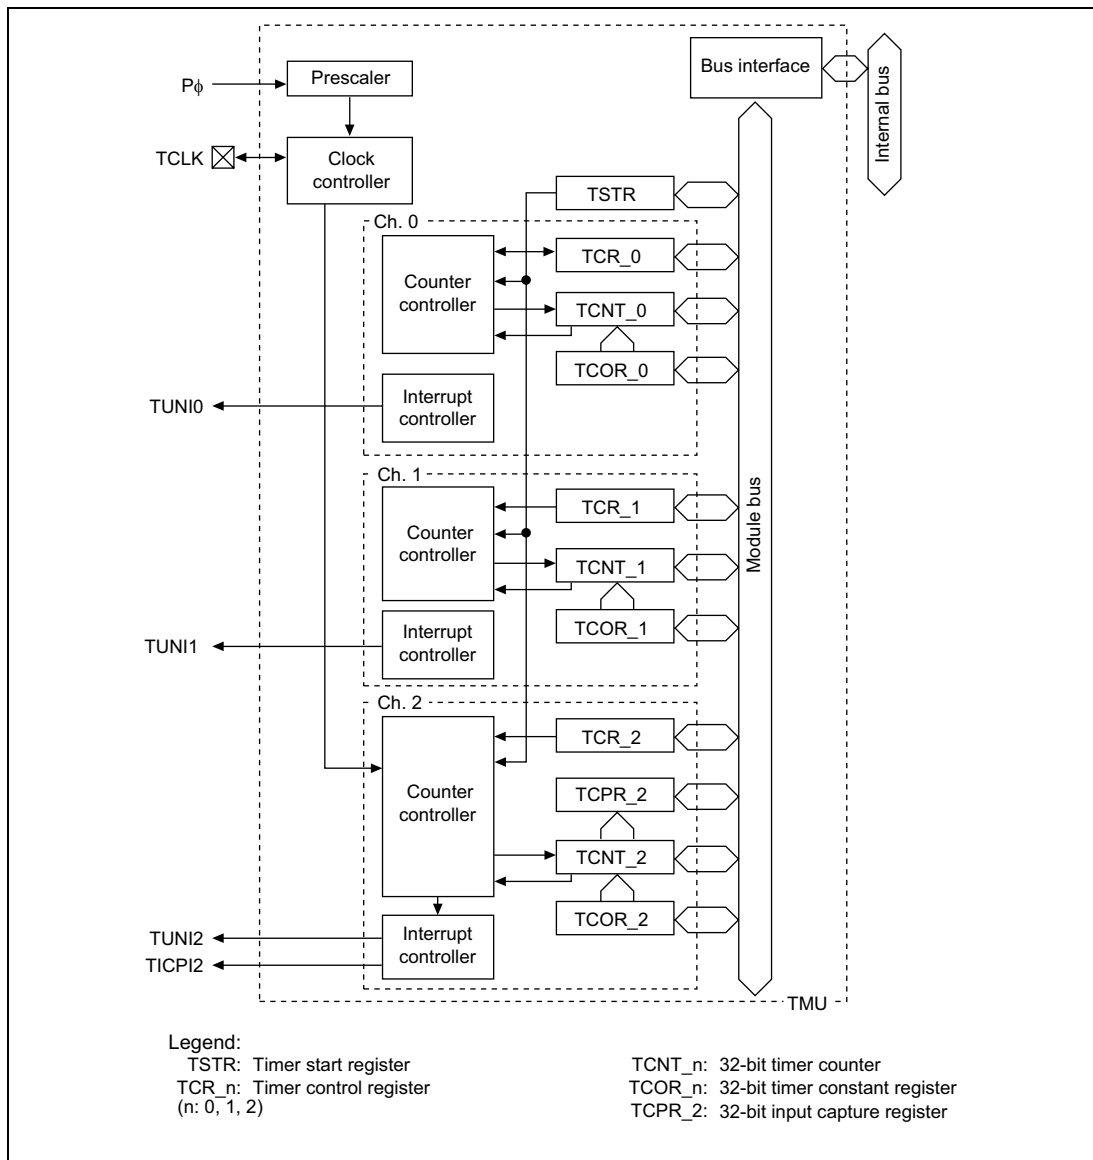 Pϕ
Prescaler
Bus interface
Internal bus
TCLK
Clock
controller
TSTR
Ch. 0
Counter
controller
TCR_0
TCNT_0
TCOR_0
TUNI0
Interrupt
controller
Module bus
Ch. 1
Counter
controller
TCR_1
TCNT_1
TCOR_1
TUNI1
Interrupt
controller
Ch. 2
Counter
controller
TCR_2
TCPR_2
TCNT_2
TCOR_2
TUNI2
TICPI2
Interrupt
controller
TMU
Legend:
TSTR: Timer start register
TCR_n: Timer control register
(n: 0, 1, 2)
TCNT_n: 32-bit timer counter
TCOR_n: 32-bit timer constant register
TCPR_2: 32-bit input capture register